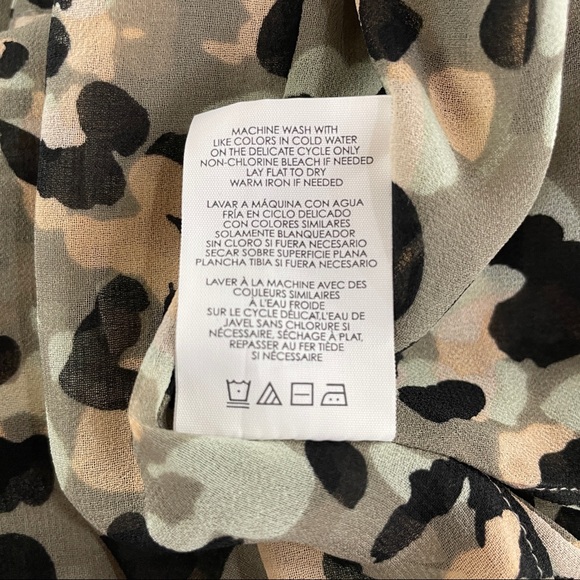 MACHINE WASH WITH
LIKE COLORS IN COLD WATER
ON THE DELICATE CYCLE ONLY
NON-CHLORINE BLEACH IF NEEDED
LAY FLAT TO DRY
WARM IRON IF NEEDED
LAVAR A MÁQUINA CON AGUA
FRÍA EN CICLO DELICADO
CON COLORES SIMILARES
SOLAMENTE BLANQUEADOR
SIN CLORO SI FUERA NECESARIO
SECAR SOBRE SUPERFICIE PLANA
PLANCHA TIBIA SI FUERA NECESARIO
LAVER À LA MACHINE AVEC DES
COULEURS SIMILAIRES
À L'EAU FROIDE
SUR LE CYCLE DÉLICAT,L'EAU DE
JAVEL SANS CHLORURE SI
NÉCESSAIRE, SÉCHAGE À PLAT,
REPASSER AU FER TIÈDE
SI NÉCESSAIRE